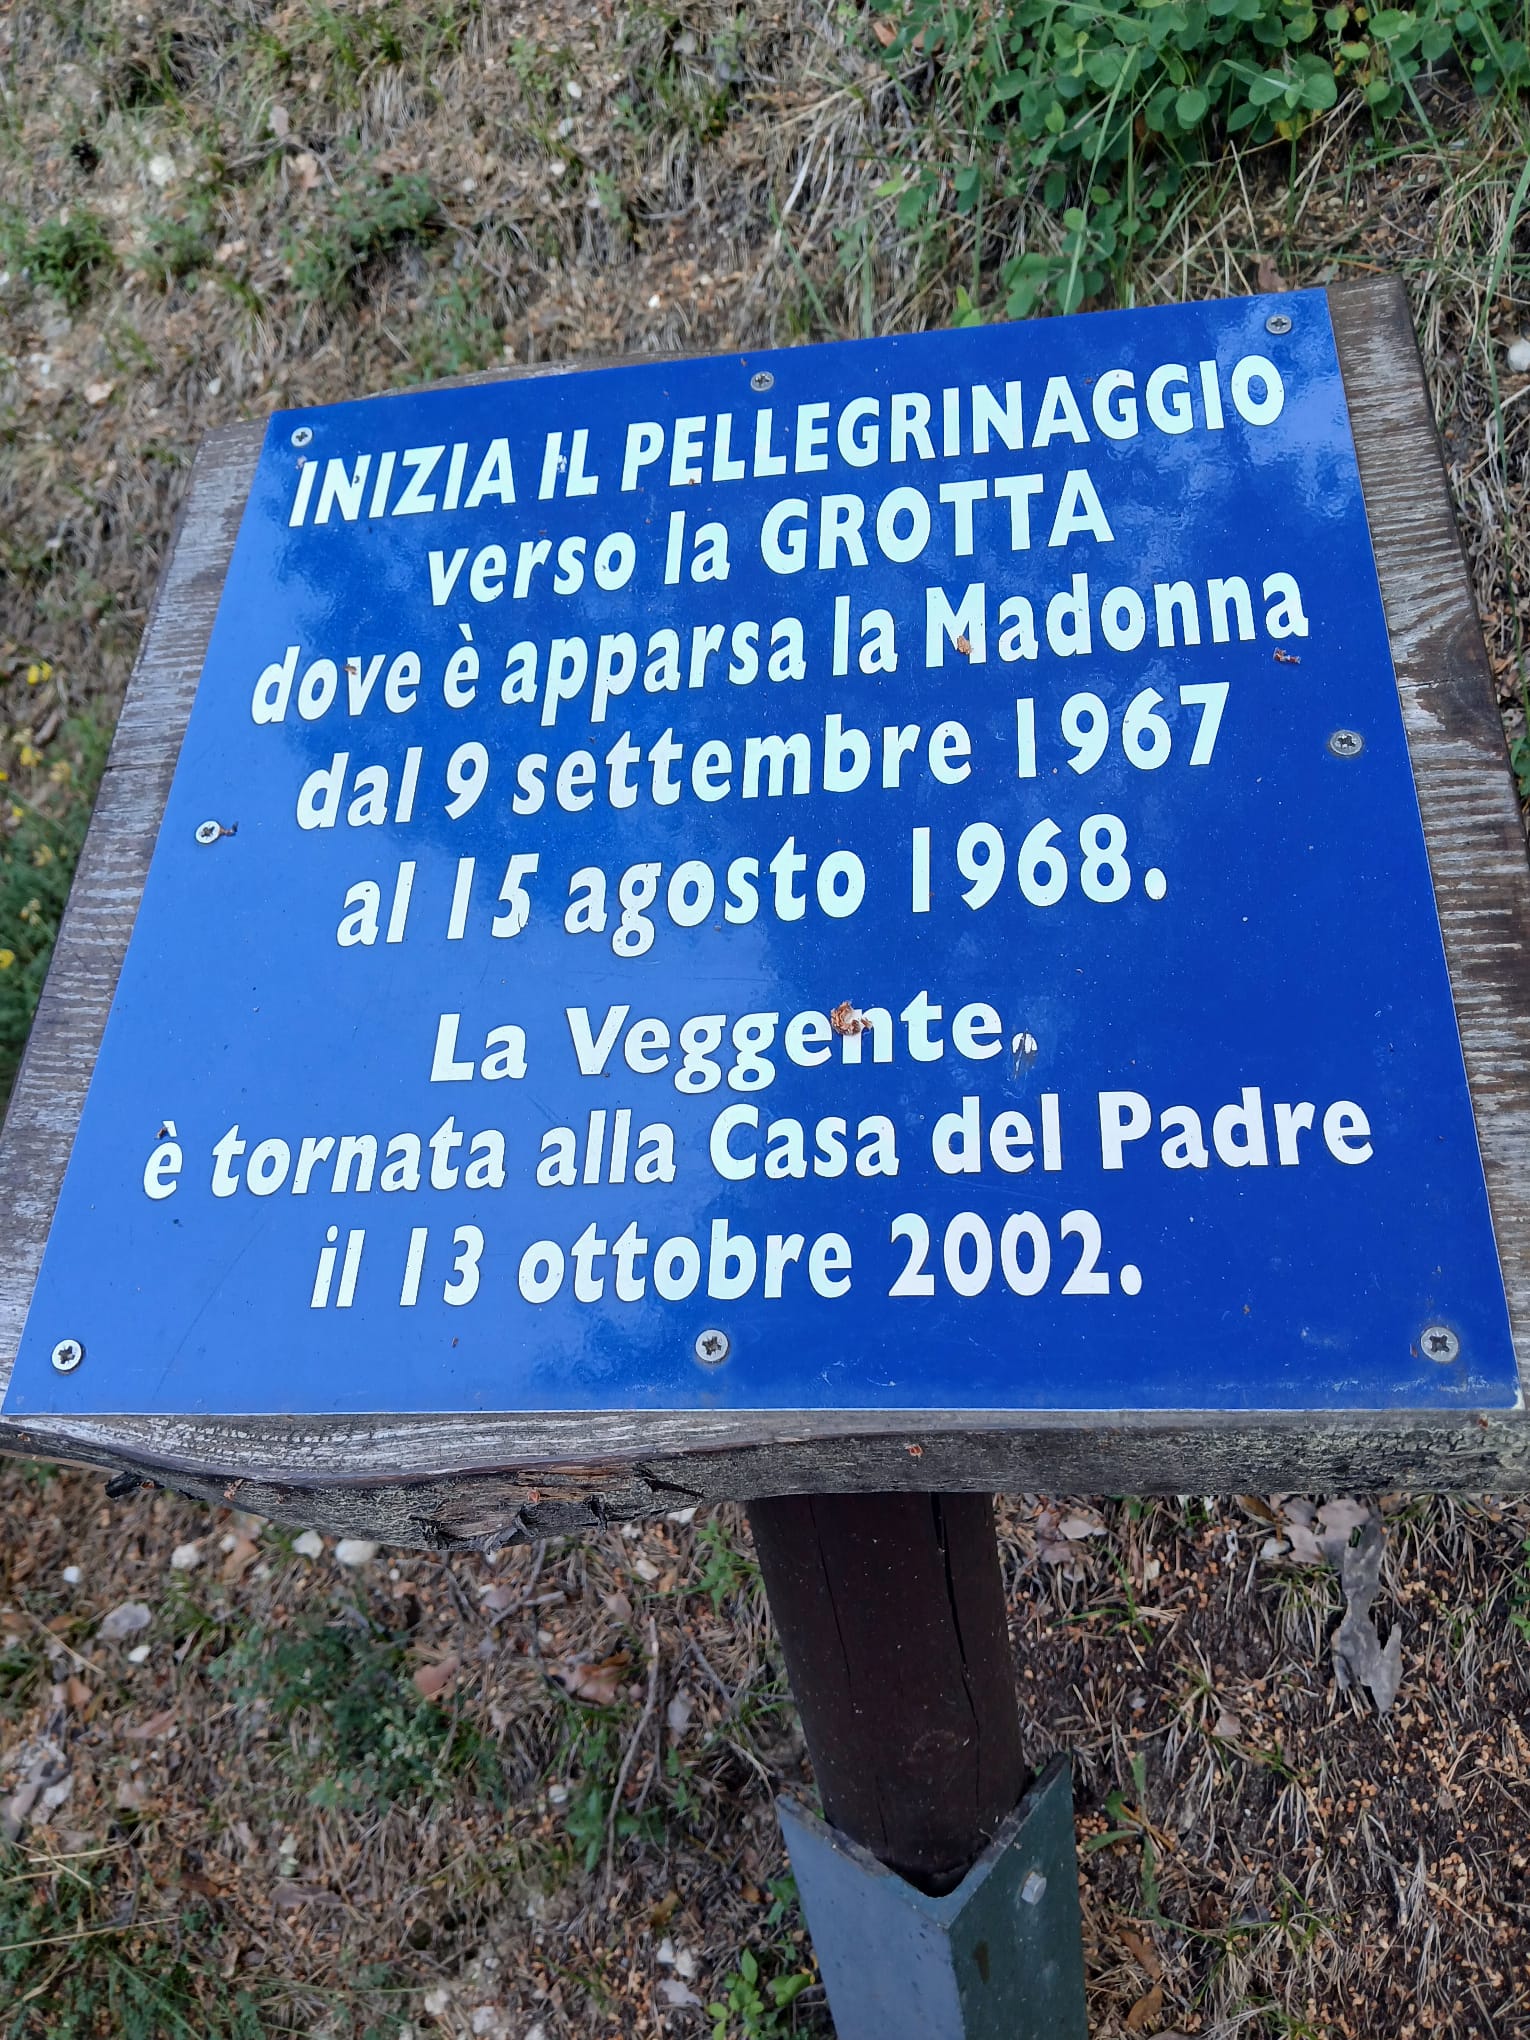 INIZIA IL PELLEGRINAGGIO
verso la GROTTA
dove è apparsa la Madonna
dal 9 settembre 1967
al 15 agosto 1968.
La Veggente.
è tornata alla Casa del Padre
il 13 ottobre 2002.